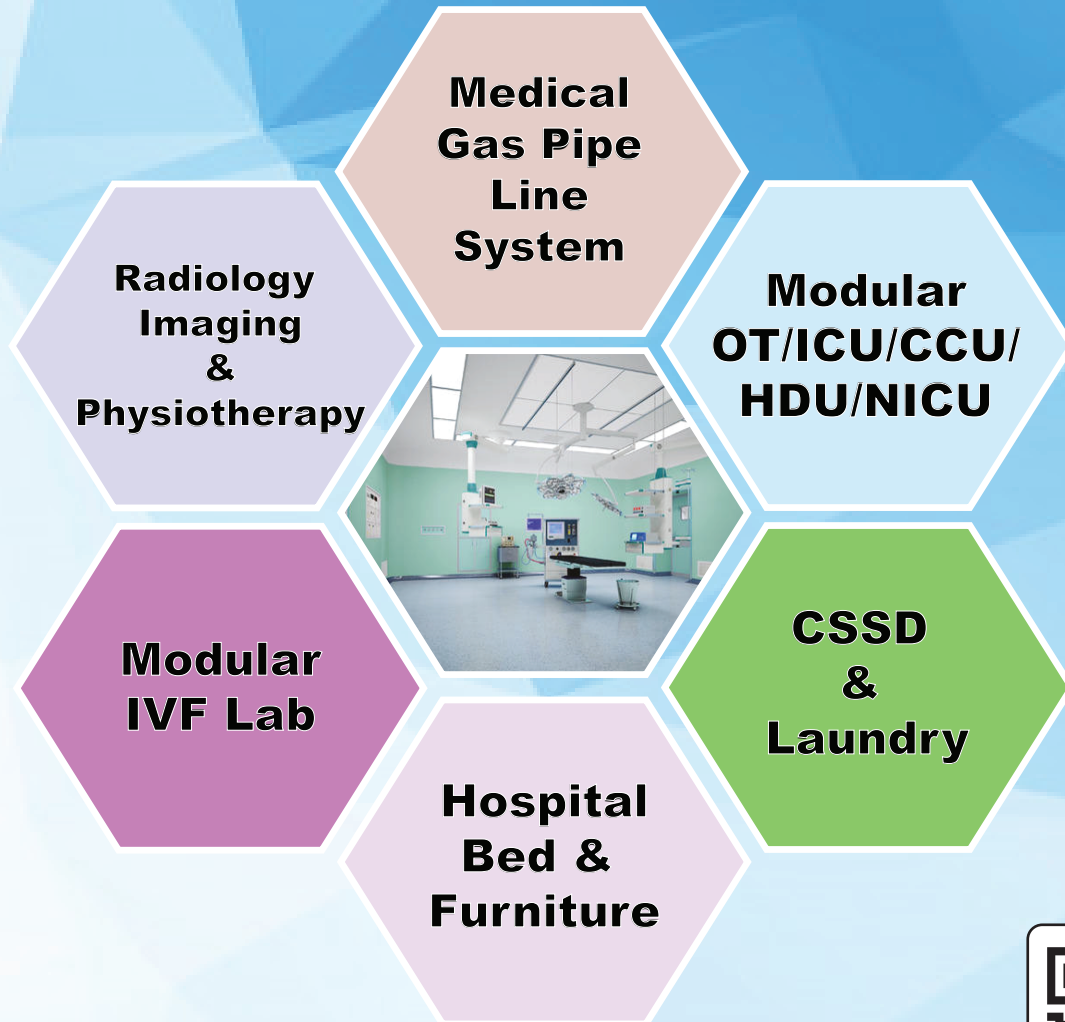 Medical
Gas Pipe
Line
System
Radiology
Imaging
&
Physiotherapy
Modular
OT/ICU/CCU/
HDU/NICU
Modular
IVF Lab
CSSD
&
Laundry
Hospital
Bed &
Furniture